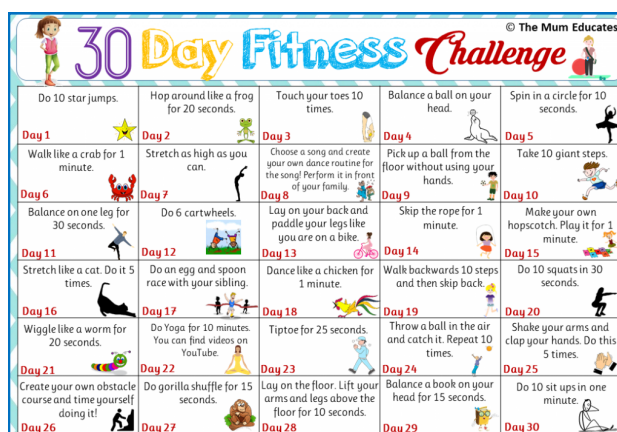 © The Mum Educates
30 Day Fitness Challenge
Do 10 star jumps.
Day 1
Hop around like a frog
for 20 seconds.
Day 2
Touch your toes 10
times.
Day 3
Balance a ball on your
head.
Day 4
Spin in a circle for 10
seconds.
Day 5
Walk like a crab for 1
minute.
Day 6
Stretch as high as you
can.
Day 7
Choose a song and create
your own dance routine for
the song! Perform it in front
of your family.
Day 8
Pick up a ball from the
floor without using your
hands.
Day 9
Take 10 giant steps.
Day 10
Balance on one leg for
30 seconds.
Day 11
Do 6 cartwheels.
Day 12
Lay on your back and
paddle your legs like
you are on a bike.
Day 13
Skip the rope for 1
minute.
Day 14
Make your own
hopscotch. Play it for 1
minute.
Day 15
Stretch like a cat. Do it 5
times.
Day 16
Do an egg and spoon
race with your sibling.
Day 17
Dance like a chicken for
1 minute.
Day 18
Walk backwards 10 steps
and then skip back.
Day 19
Do 10 squats in 30
seconds.
Day 20
Wiggle like a worm for
20 seconds.
Day 21
Do Yoga for 10 minutes.
You can find videos on
YouTube.
Day 22
Tiptoe for 25 seconds.
Day 23
Throw a ball in the air
and catch it. Repeat 10
times.
Day 24
Shake your arms and
clap your hands. Do this
5 times.
Day 25
Create your own obstacle
course and time yourself
doing it!
Day 26
Do gorilla shuffle for 15
seconds.
Day 27
Lay on the floor. Lift your
arms and legs above the
floor for 10 seconds.
Day 28
Balance a book on your
head for 15 seconds.
Day 29
Do 10 sit ups in one
minute.
Day 30